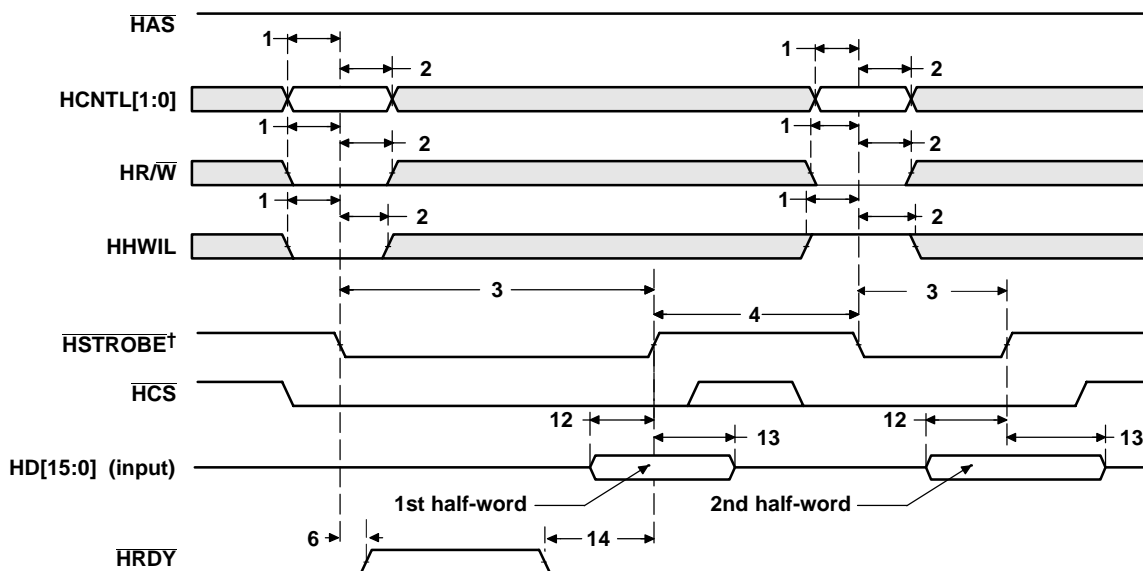 HAS
1
1
2
2
HCNTL[1:0]
1
1
2
2
HR/W
1
1
2
2
HHWIL
3
3
4
HSTROBE†
HCS
12
12
13
13
HD[15:0] (input)
1st half-word
2nd half-word
6
14
HRDY